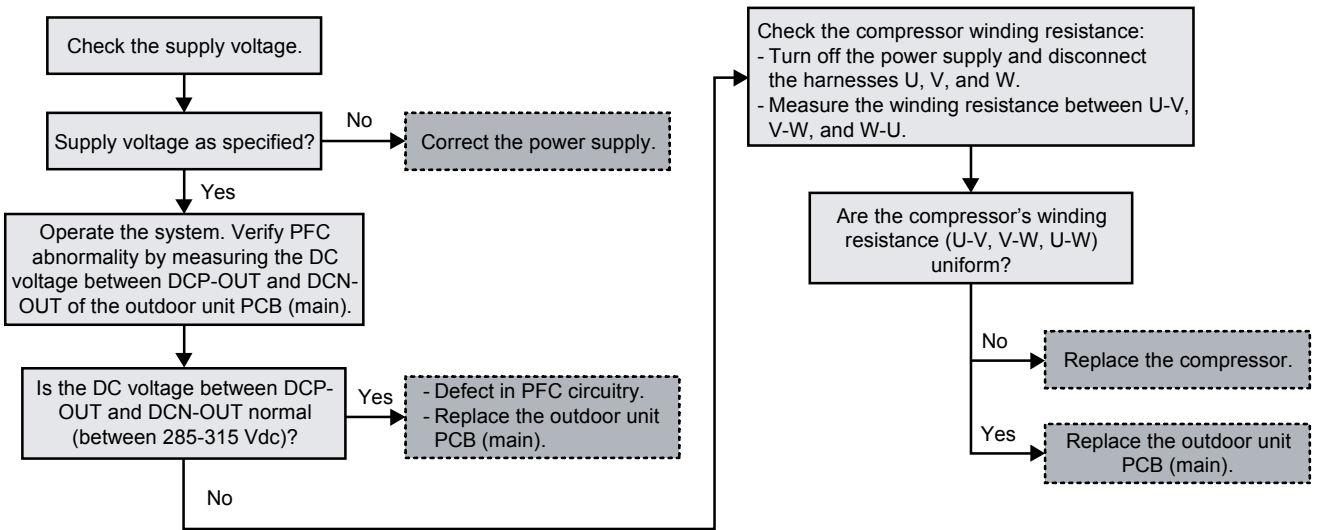 Check the supply voltage.
Supply voltage as specified?
No
Correct the power supply.
Yes
Operate the system. Verify PFC
abnormality by measuring the DC
voltage between DCP-OUT and DCN-
OUT of the outdoor unit PCB (main).
Is the DC voltage between DCP-
OUT and DCN-OUT normal
(between 285-315 Vdc)?
Yes
- Defect in PFC circuitry.
- Replace the outdoor unit
PCB (main).
No
Check the compressor winding resistance:
- Turn off the power supply and disconnect
the harnesses U, V, and W.
- Measure the winding resistance between U-V,
V-W, and W-U.
Are the compressor's winding
resistance (U-V, V-W, U-W)
uniform?
No
Replace the compressor.
Yes
Replace the outdoor unit
PCB (main).